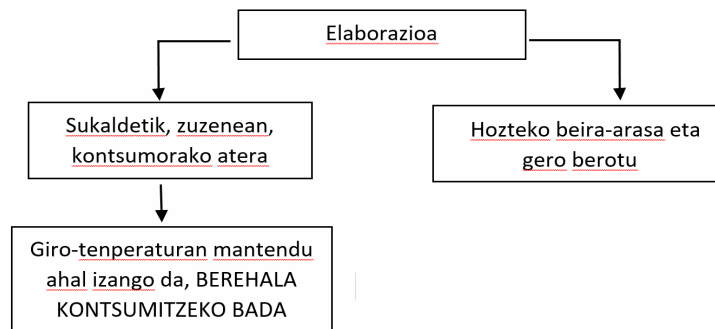 Elaborazioa
Sukaldetik, zuzenean,
kontsumorako atera
Hozteko beira-arasa eta
gero berotu
Giro-tenperaturan mantendu
ahal izango da, BEREHALA
KONTSUMITZEKO BADA